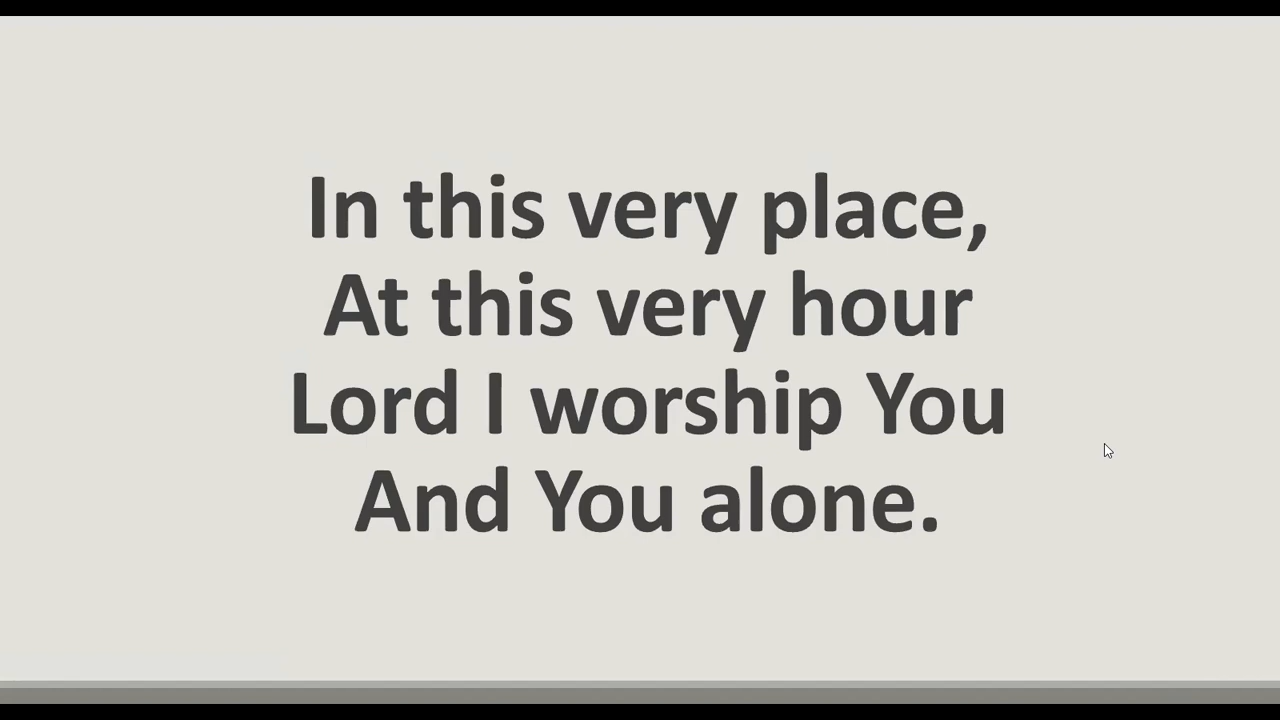 In this very place,
At this very hour
Lord I worship You
And You alone.